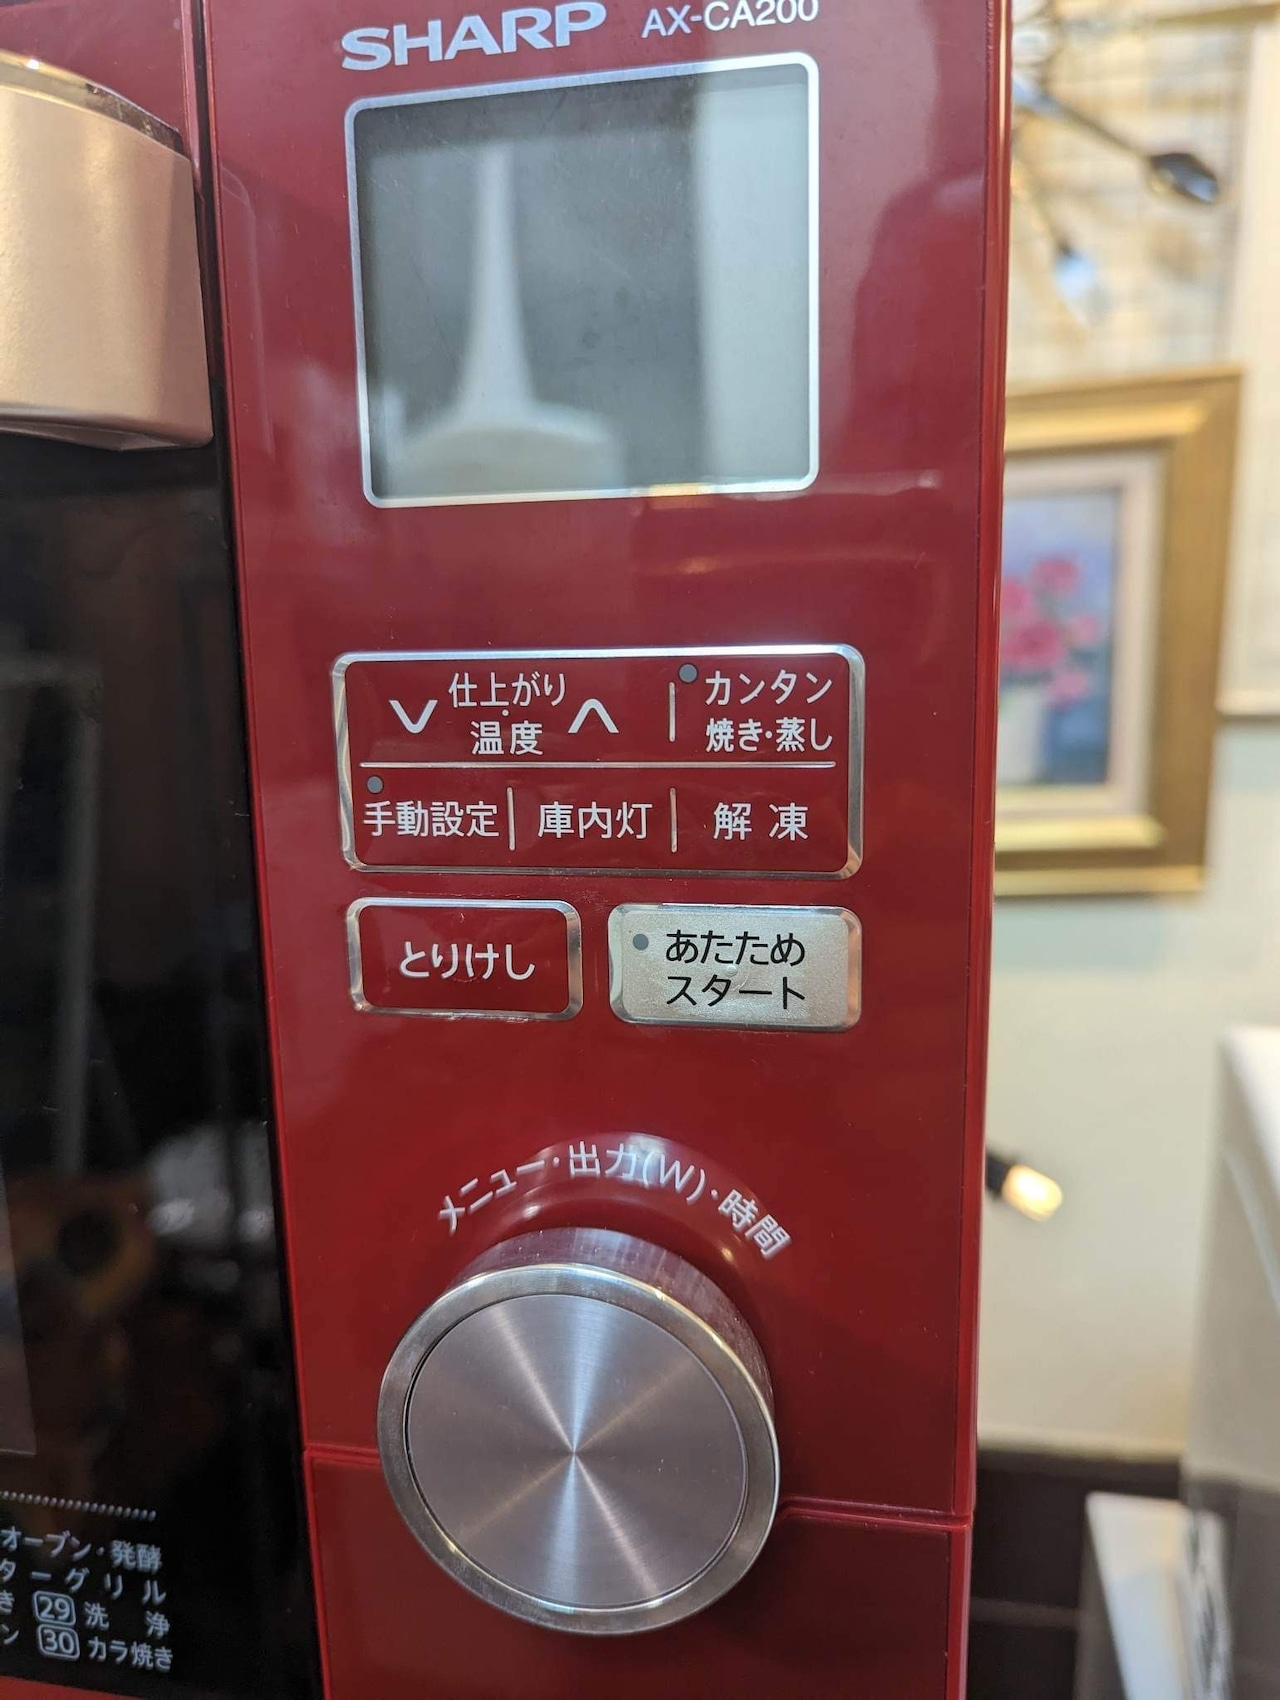 SHARP AX-CA200
仕上がり・温度
カンタン
焼き・蒸し
手動設定
庫内灯
解凍
とりけし
あたため
スタート
メニュー・出力(W)・時間
オーブン・発酵
ターグリル
き 29 洗浄
ン 30 カラ焼き